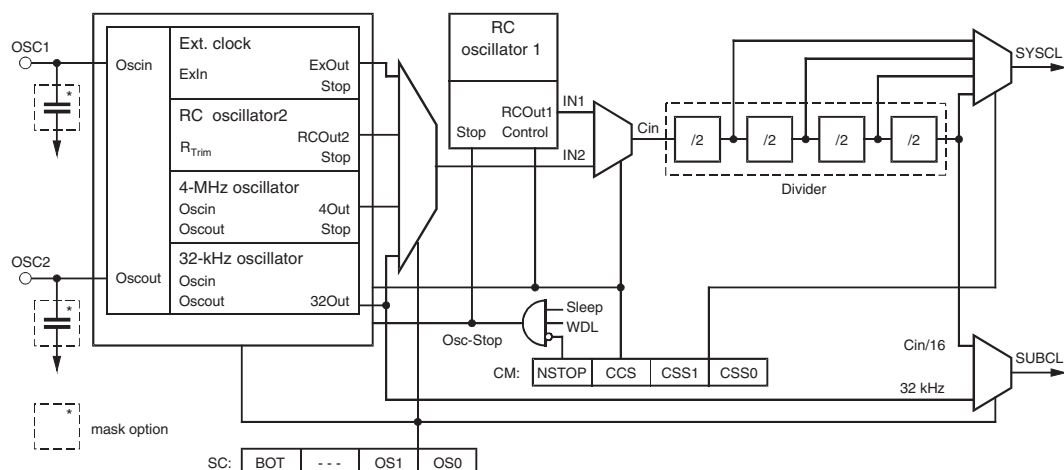 OSC1
*
Oscin
Ext. clock
ExIn
ExOut
Stop
RC oscillator2
RTrim
RCOut2
Stop
4-MHz oscillator
Oscin
Oscout
4Out
Stop
32-kHz oscillator
Oscin
Oscout
32Out
OSC2
Oscout
*
*
mask option
RC
oscillator 1
RCOut1
Stop
Control
IN1
IN2
Cin
/2
/2
/2
/2
Divider
SYSCL
Sleep
WDL
Osc-Stop
CM:
NSTOP
CCS
CSS1
CSS0
Cin/16
32 kHz
SUBCL
SC:
BOT
- - -
OS1
OS0